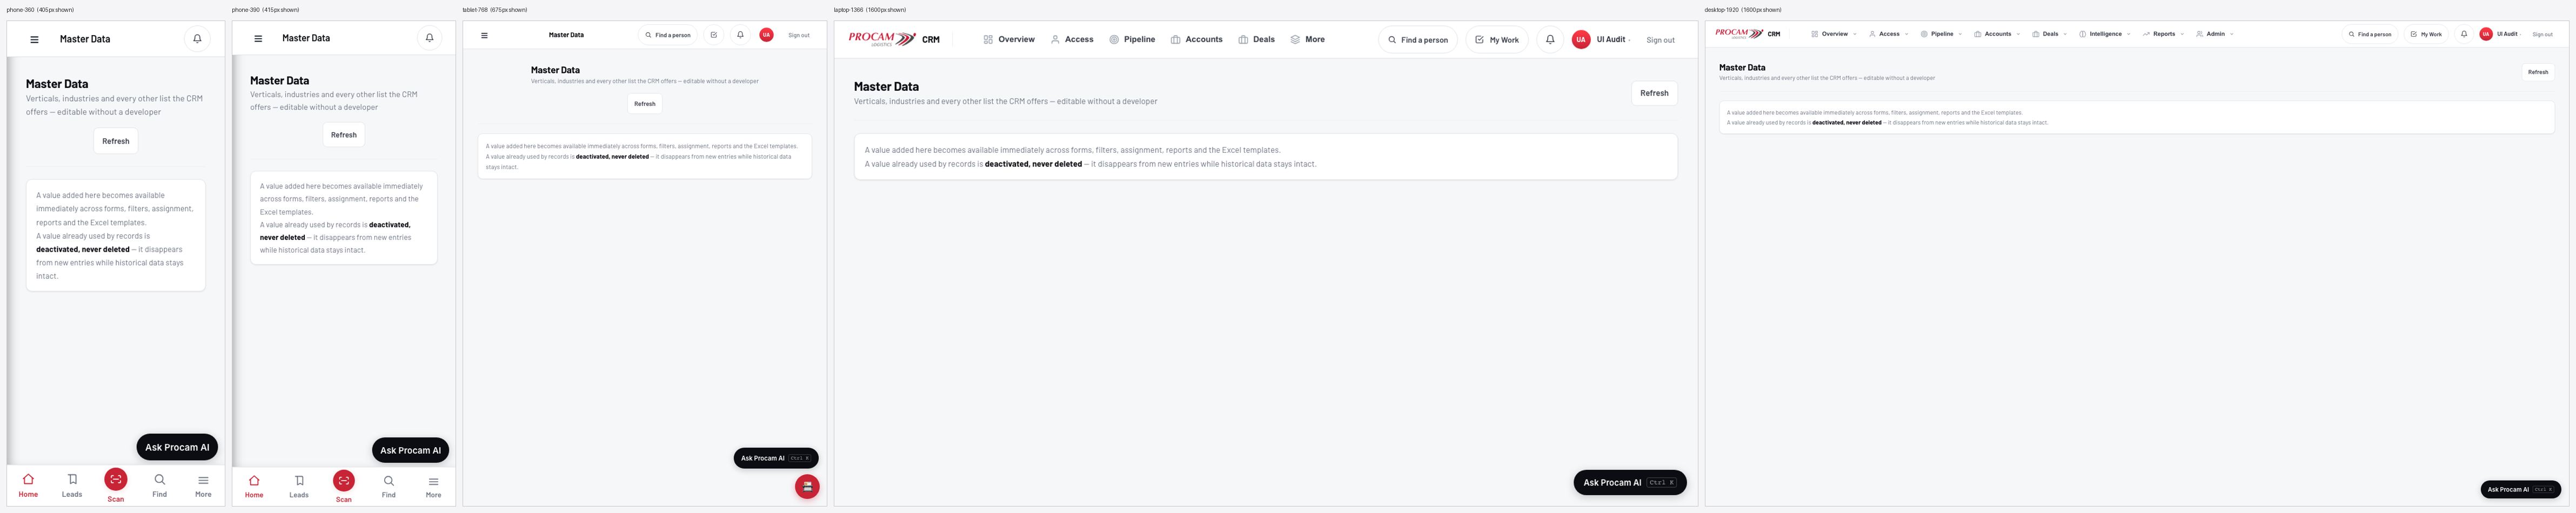 phone-360 (405px shown)
Master Data
Master Data
Verticals, industries and every other list the CRM
offers — editable without a developer
Refresh
A value added here becomes available
immediately across forms, filters, assignment,
reports and the Excel templates.
A value already used by records is
deactivated, never deleted — it disappears
from new entries while historical data stays
intact.
Ask Procam AI
Home Leads Scan Find More
phone-390 (415px shown)
Master Data
Master Data
Verticals, industries and every other list the CRM
offers — editable without a developer
Refresh
A value added here becomes available immediately
across forms, filters, assignment, reports and the
Excel templates.
A value already used by records is deactivated,
never deleted — it disappears from new entries
while historical data stays intact.
Ask Procam AI
Home Leads Scan Find More
tablet-768 (675px shown)
Master Data Find a person UA Sign out
Master Data
Verticals, industries and every other list the CRM offers — editable without a developer
Refresh
A value added here becomes available immediately across forms, filters, assignment, reports and the Excel templates.
A value already used by records is deactivated, never deleted — it disappears from new entries while historical data
stays intact.
Ask Procam AI Ctrl K
laptop-1366 (1600px shown)
PROCAM LOGISTICS CRM Overview Access Pipeline Accounts Deals More Find a person My Work UA UI Audit Sign out
Master Data
Verticals, industries and every other list the CRM offers — editable without a developer
Refresh
A value added here becomes available immediately across forms, filters, assignment, reports and the Excel templates.
A value already used by records is deactivated, never deleted — it disappears from new entries while historical data stays intact.
Ask Procam AI Ctrl K
desktop-1920 (1600px shown)
PROCAM LOGISTICS CRM Overview Access Pipeline Accounts Deals Intelligence Reports Admin Find a person My Work UA UI Audit Sign out
Master Data
Verticals, industries and every other list the CRM offers — editable without a developer
Refresh
A value added here becomes available immediately across forms, filters, assignment, reports and the Excel templates.
A value already used by records is deactivated, never deleted — it disappears from new entries while historical data stays intact.
Ask Procam AI Ctrl K